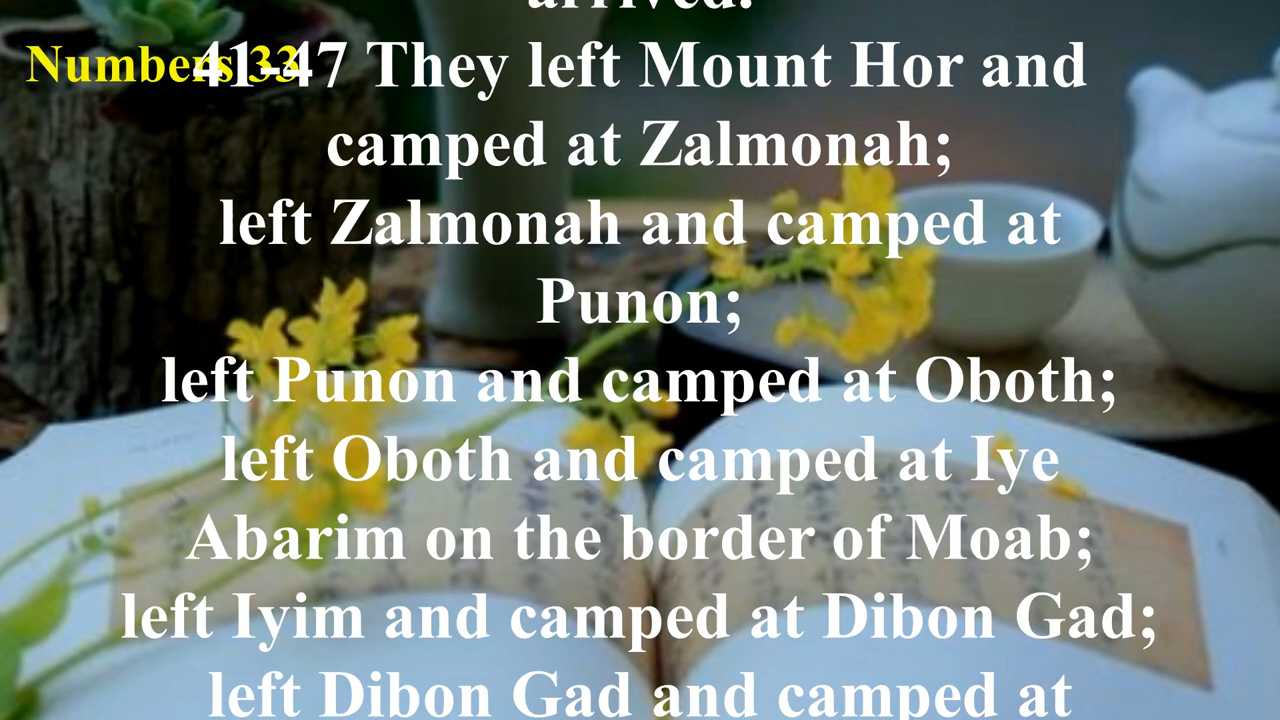 arrived.
Numbers 33
41-47 They left Mount Hor and
camped at Zalmonah;
left Zalmonah and camped at
Punon;
left Punon and camped at Oboth;
left Oboth and camped at Iye
Abarim on the border of Moab;
left Iyim and camped at Dibon Gad;
left Dibon Gad and camped at